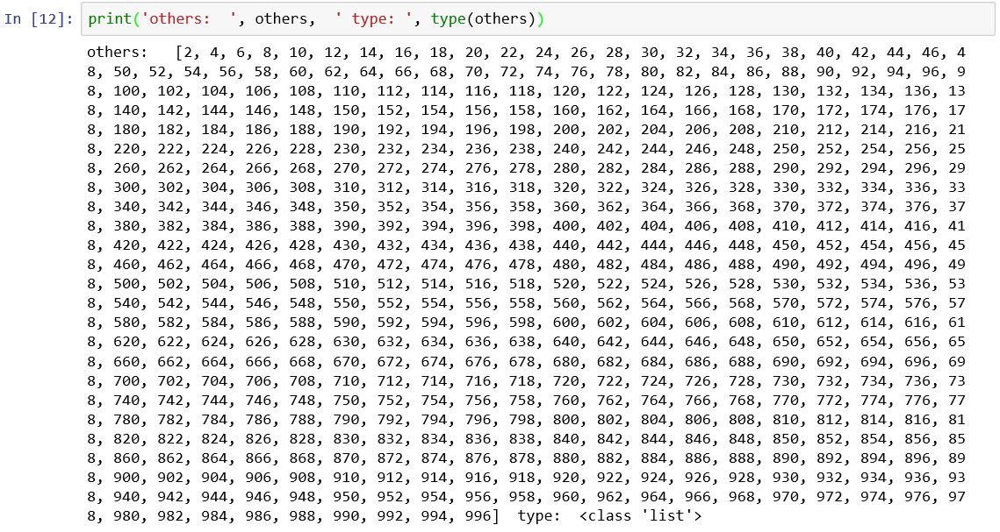 In [12]: print('others:  ', others,  ' type: ', type(others))
others:   [2, 4, 6, 8, 10, 12, 14, 16, 18, 20, 22, 24, 26, 28, 30, 32, 34, 36, 38, 40, 42, 44, 46, 4
8, 50, 52, 54, 56, 58, 60, 62, 64, 66, 68, 70, 72, 74, 76, 78, 80, 82, 84, 86, 88, 90, 92, 94, 96, 9
8, 100, 102, 104, 106, 108, 110, 112, 114, 116, 118, 120, 122, 124, 126, 128, 130, 132, 134, 136, 13
8, 140, 142, 144, 146, 148, 150, 152, 154, 156, 158, 160, 162, 164, 166, 168, 170, 172, 174, 176, 17
8, 180, 182, 184, 186, 188, 190, 192, 194, 196, 198, 200, 202, 204, 206, 208, 210, 212, 214, 216, 21
8, 220, 222, 224, 226, 228, 230, 232, 234, 236, 238, 240, 242, 244, 246, 248, 250, 252, 254, 256, 25
8, 260, 262, 264, 266, 268, 270, 272, 274, 276, 278, 280, 282, 284, 286, 288, 290, 292, 294, 296, 29
8, 300, 302, 304, 306, 308, 310, 312, 314, 316, 318, 320, 322, 324, 326, 328, 330, 332, 334, 336, 33
8, 340, 342, 344, 346, 348, 350, 352, 354, 356, 358, 360, 362, 364, 366, 368, 370, 372, 374, 376, 37
8, 380, 382, 384, 386, 388, 390, 392, 394, 396, 398, 400, 402, 404, 406, 408, 410, 412, 414, 416, 41
8, 420, 422, 424, 426, 428, 430, 432, 434, 436, 438, 440, 442, 444, 446, 448, 450, 452, 454, 456, 45
8, 460, 462, 464, 466, 468, 470, 472, 474, 476, 478, 480, 482, 484, 486, 488, 490, 492, 494, 496, 49
8, 500, 502, 504, 506, 508, 510, 512, 514, 516, 518, 520, 522, 524, 526, 528, 530, 532, 534, 536, 53
8, 540, 542, 544, 546, 548, 550, 552, 554, 556, 558, 560, 562, 564, 566, 568, 570, 572, 574, 576, 57
8, 580, 582, 584, 586, 588, 590, 592, 594, 596, 598, 600, 602, 604, 606, 608, 610, 612, 614, 616, 61
8, 620, 622, 624, 626, 628, 630, 632, 634, 636, 638, 640, 642, 644, 646, 648, 650, 652, 654, 656, 65
8, 660, 662, 664, 666, 668, 670, 672, 674, 676, 678, 680, 682, 684, 686, 688, 690, 692, 694, 696, 69
8, 700, 702, 704, 706, 708, 710, 712, 714, 716, 718, 720, 722, 724, 726, 728, 730, 732, 734, 736, 73
8, 740, 742, 744, 746, 748, 750, 752, 754, 756, 758, 760, 762, 764, 766, 768, 770, 772, 774, 776, 77
8, 780, 782, 784, 786, 788, 790, 792, 794, 796, 798, 800, 802, 804, 806, 808, 810, 812, 814, 816, 81
8, 820, 822, 824, 826, 828, 830, 832, 834, 836, 838, 840, 842, 844, 846, 848, 850, 852, 854, 856, 85
8, 860, 862, 864, 866, 868, 870, 872, 874, 876, 878, 880, 882, 884, 886, 888, 890, 892, 894, 896, 89
8, 900, 902, 904, 906, 908, 910, 912, 914, 916, 918, 920, 922, 924, 926, 928, 930, 932, 934, 936, 93
8, 940, 942, 944, 946, 948, 950, 952, 954, 956, 958, 960, 962, 964, 966, 968, 970, 972, 974, 976, 97
8, 980, 982, 984, 986, 988, 990, 992, 994, 996]  type:  <class 'list'>